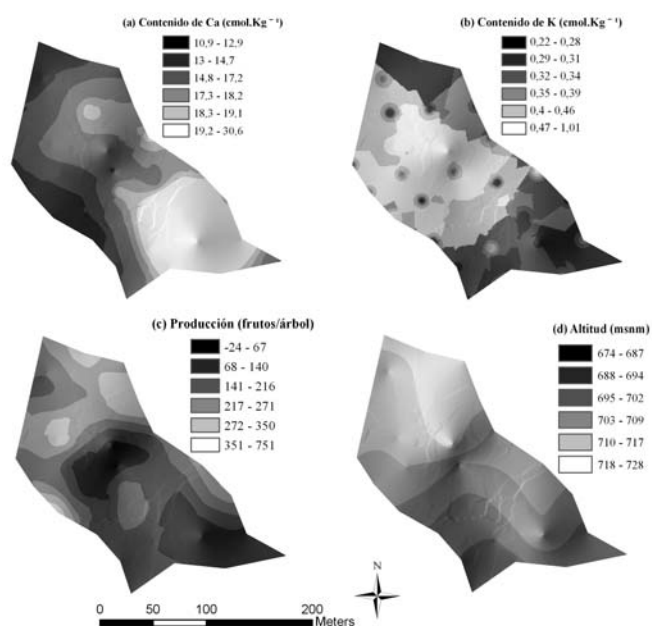 (a) Contenido de Ca (cmol.Kg⁻¹)
10,9 - 12,9
13 - 14,7
14,8 - 17,2
17,3 - 18,2
18,3 - 19,1
19,2 - 30,6
(b) Contenido de K (cmol.Kg⁻¹)
0,22 - 0,28
0,29 - 0,31
0,32 - 0,34
0,35 - 0,39
0,4 - 0,46
0,47 - 1,01
(c) Producción (frutos/árbol)
-24 - 67
68 - 140
141 - 216
217 - 271
272 - 350
351 - 751
(d) Altitud (msnm)
674 - 687
688 - 694
695 - 702
703 - 709
710 - 717
718 - 728
N
0 50 100 200
Meters